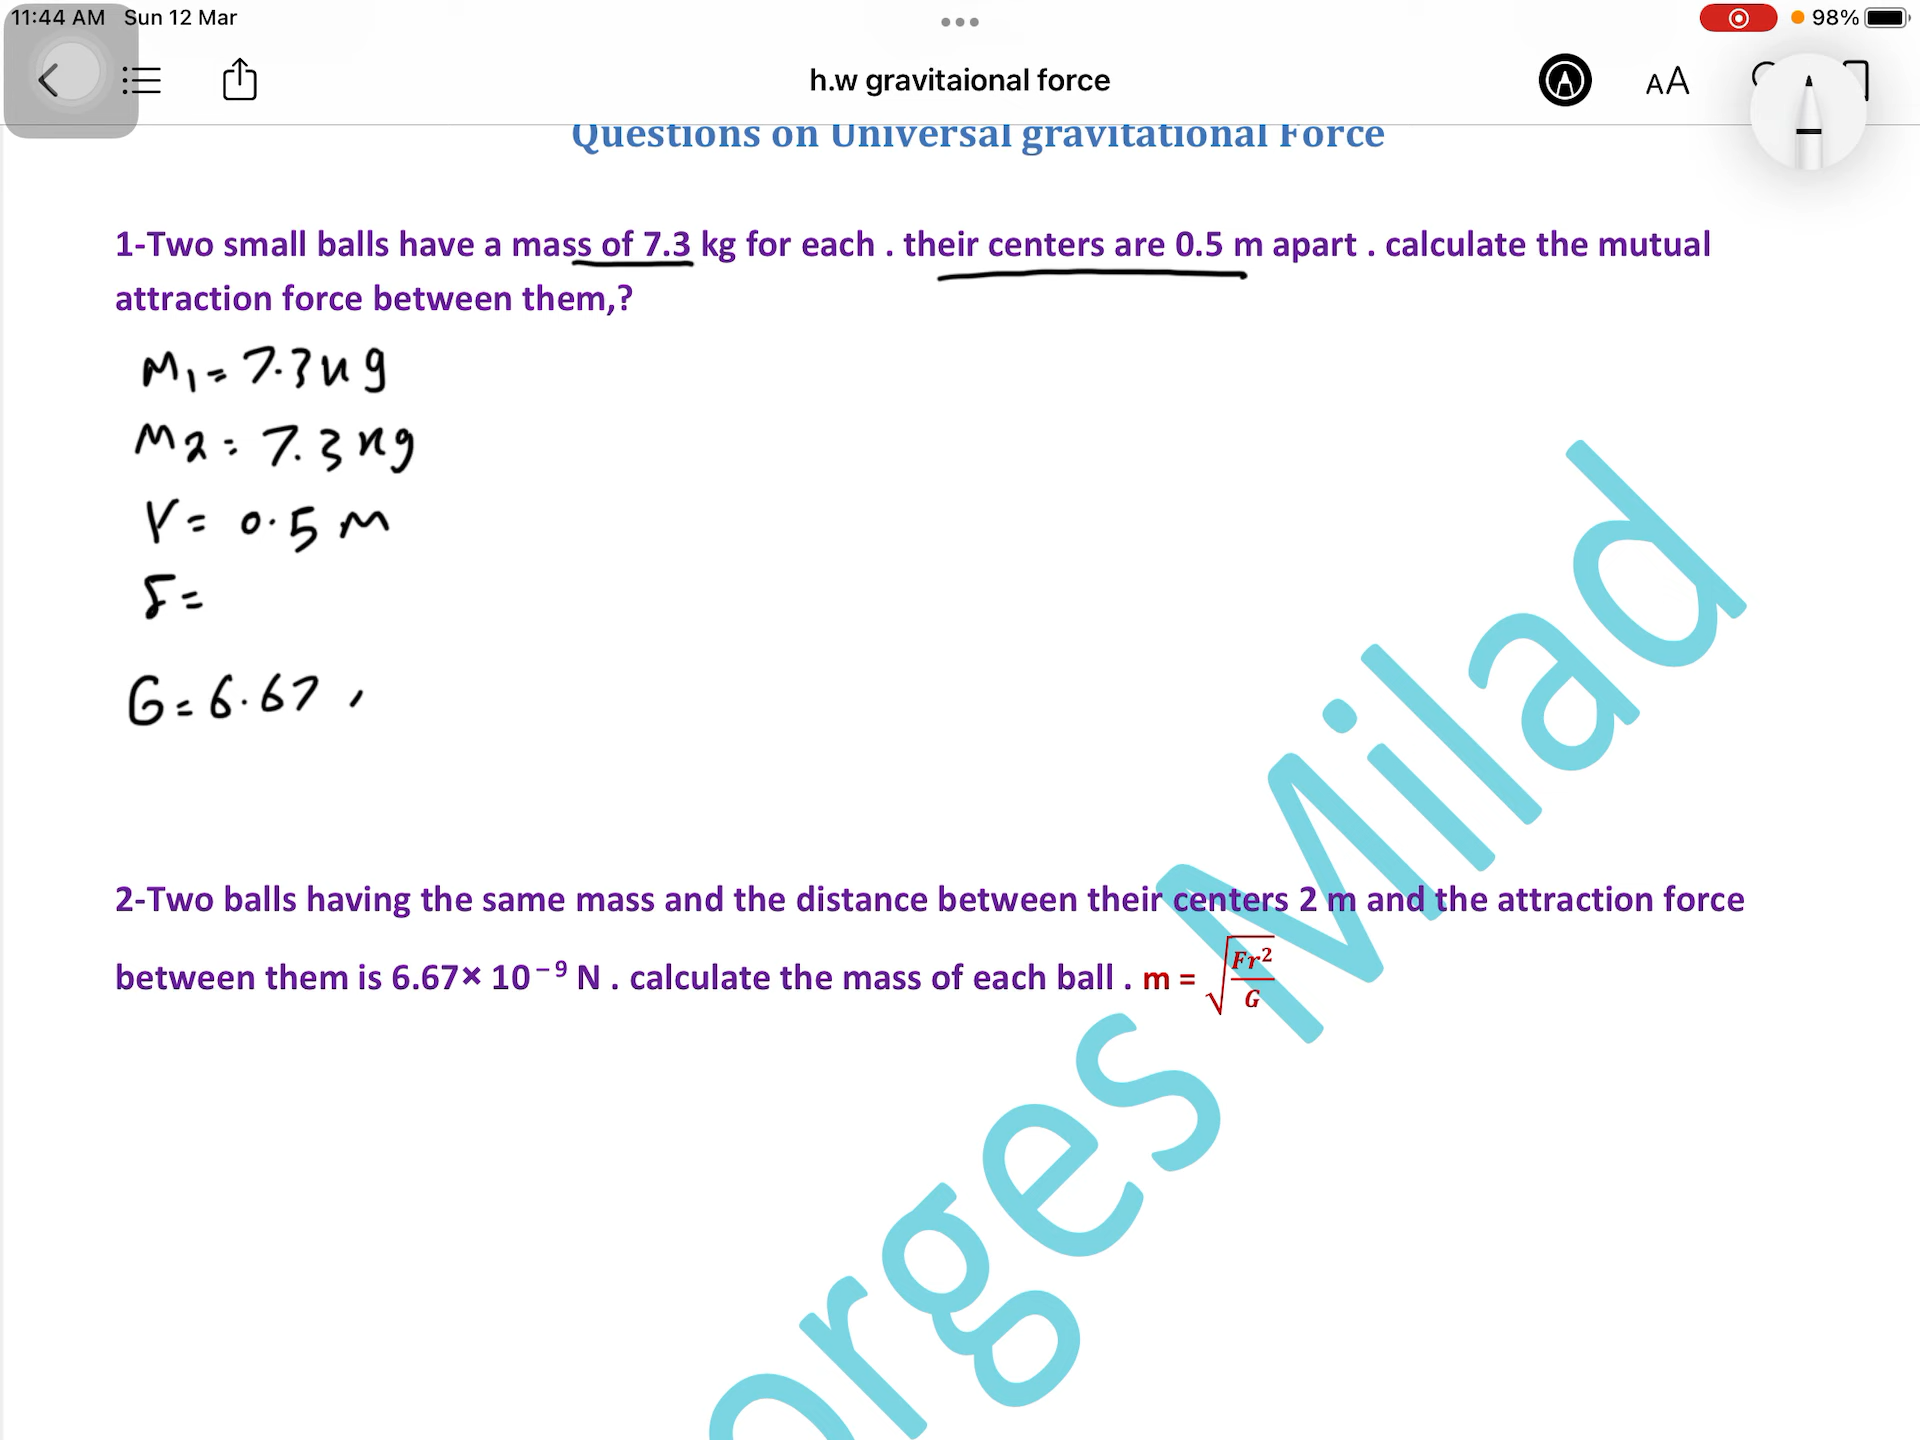 11:44 AM Sun 12 Mar
98%
h.w gravitaional force
AA
Questions on Universal gravitational Force
1-Two small balls have a mass of 7.3 kg for each . their centers are 0.5 m apart . calculate the mutual
attraction force between them,?
M1 = 7.3 kg
M2 = 7.3 kg
r = 0.5 m
F =
G = 6.67
2-Two balls having the same mass and the distance between their centers 2 m and the attraction force
between them is 6.67× 10⁻⁹ N . calculate the mass of each ball . m = √(Fr²/G)
orges Milad